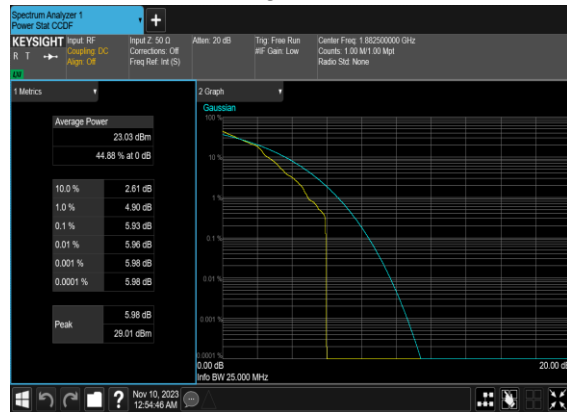 Spectrum Analyzer 1
Power Stat CCDF
KEYSIGHT
R T
LW
Input: RF
Coupling: DC
Align: Off
Input Z: 50 Ω
Corrections: Off
Freq Ref: Int (S)
Atten: 20 dB
Trig: Free Run
#IF Gain: Low
Center Freq: 1.882500000 GHz
Counts: 1.00 M/1.00 Mpt
Radio Std: None
1 Metrics
Average Power
23.03 dBm
44.88 % at 0 dB
10.0 % 2.61 dB
1.0 % 4.90 dB
0.1 % 5.93 dB
0.01 % 5.96 dB
0.001 % 5.98 dB
0.0001 % 5.98 dB
Peak
5.98 dB
29.01 dBm
2 Graph
Gaussian
100 %
10 %
1 %
0.1 %
0.01 %
0.001 %
0.0001 %
0.00 dB
20.00 dB
Info BW 25.000 MHz
?
Nov 10, 2023
12:54:46 AM